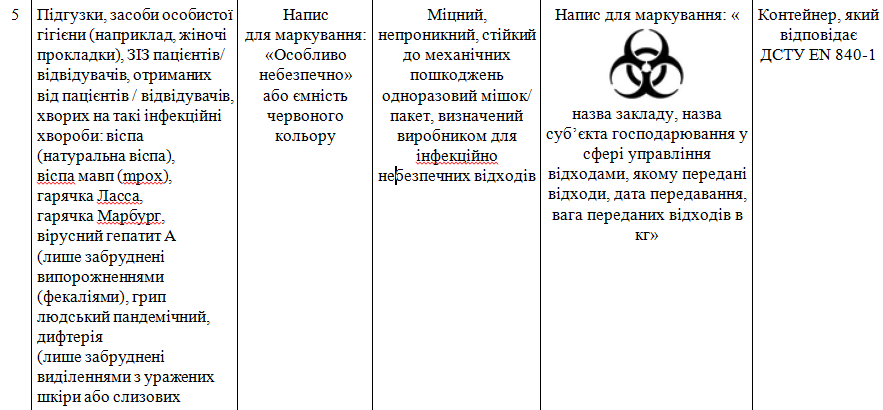 5
Підгузки, засоби особистої
гігієни (наприклад, жіночі
прокладки), ЗІЗ пацієнтів/
відвідувачів, отриманих
від пацієнтів / відвідувачів,
хворих на такі інфекційні
хвороби: віспа
(натуральна віспа),
віспа мавп (mpox),
гарячка Ласса,
гарячка Марбург,
вірусний гепатит А
(лише забруднені
випорожненнями
(фекаліями), грип
людський пандемічний,
дифтерія
(лише забруднені
виділеннями з уражених
шкіри або слизових
Напис
для маркування:
«Особливо
небезпечно»
або ємність
червоного
кольору
Міцний,
непроникний, стійкий
до механічних
пошкоджень
одноразовий мішок/
пакет, визначений
виробником для
інфекційно
небезпечних відходів
Напис для маркування: «
назва закладу, назва
суб’єкта господарювання у
сфері управління
відходами, якому передані
відходи, дата передавання,
вага переданих відходів в
кг»
Контейнер, який
відповідає
ДСТУ EN 840-1